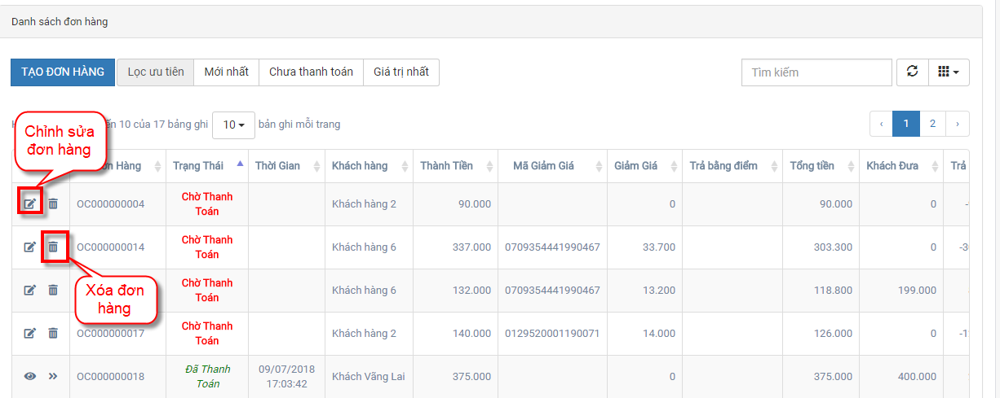 Danh sách đơn hàng
TẠO ĐƠN HÀNG Lọc ưu tiên Mới nhất Chưa thanh toán Giá trị nhất Tìm kiếm
10 của 17 bảng ghi 10 bản ghi mỗi trang ‹ 1 2 ›
Chỉnh sửa
đơn hàng
Hàng Trạng Thái Thời Gian Khách hàng Thành Tiền Mã Giảm Giá Giảm Giá Trả bằng điểm Tổng tiền Khách Đưa Trả
OC000000004 Chờ Thanh Khách hàng 2 90.000 0 90.000 0
Toán
OC000000014 Chờ Thanh Khách hàng 6 337.000 0709354441990467 33.700 303.300 0
Toán
Xóa đơn
hàng
Chờ Thanh Khách hàng 6 132.000 0709354441990467 13.200 118.800 199.000
Toán
OC000000017 Chờ Thanh Khách hàng 2 140.000 0129520001190071 14.000 126.000 0
Toán
OC000000018 Đã Thanh 09/07/2018 Khách Vãng Lai 375.000 0 375.000 400.000
Toán 17:03:42